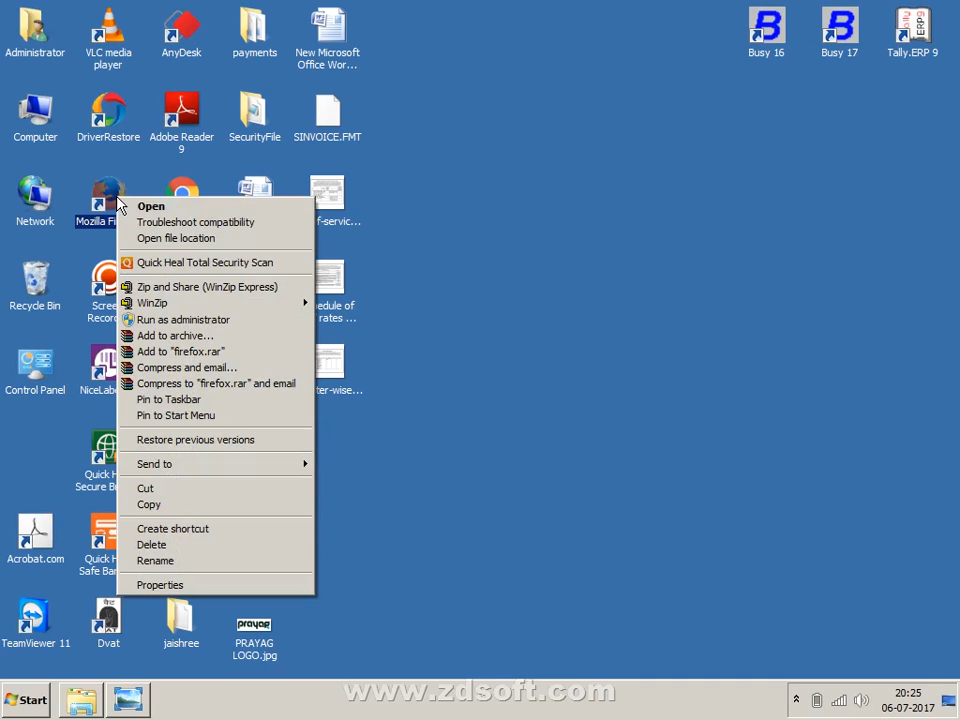 Administrator
VLC media
player
AnyDesk
payments
New Microsoft
Office Wor...
Busy 16
Busy 17
Tally.ERP 9
Computer
DriverRestore
Adobe Reader
9
SecurityFile
SINVOICE.FMT
Network
Mozilla Fi
f-servic...
Recycle Bin
Scree
Recor
edule of
rates ...
Control Panel
NiceLab
ter-wise...
Quick H
Secure B
Acrobat.com
Quick H
Safe Ban
TeamViewer 11
Dvat
jaishree
prayag
PRAYAG
LOGO.jpg
Open
Troubleshoot compatibility
Open file location
Quick Heal Total Security Scan
Zip and Share (WinZip Express)
WinZip
Run as administrator
Add to archive...
Add to "firefox.rar"
Compress and email...
Compress to "firefox.rar" and email
Pin to Taskbar
Pin to Start Menu
Restore previous versions
Send to
Cut
Copy
Create shortcut
Delete
Rename
Properties
Start
www.zdsoft.com
20:25
06-07-2017